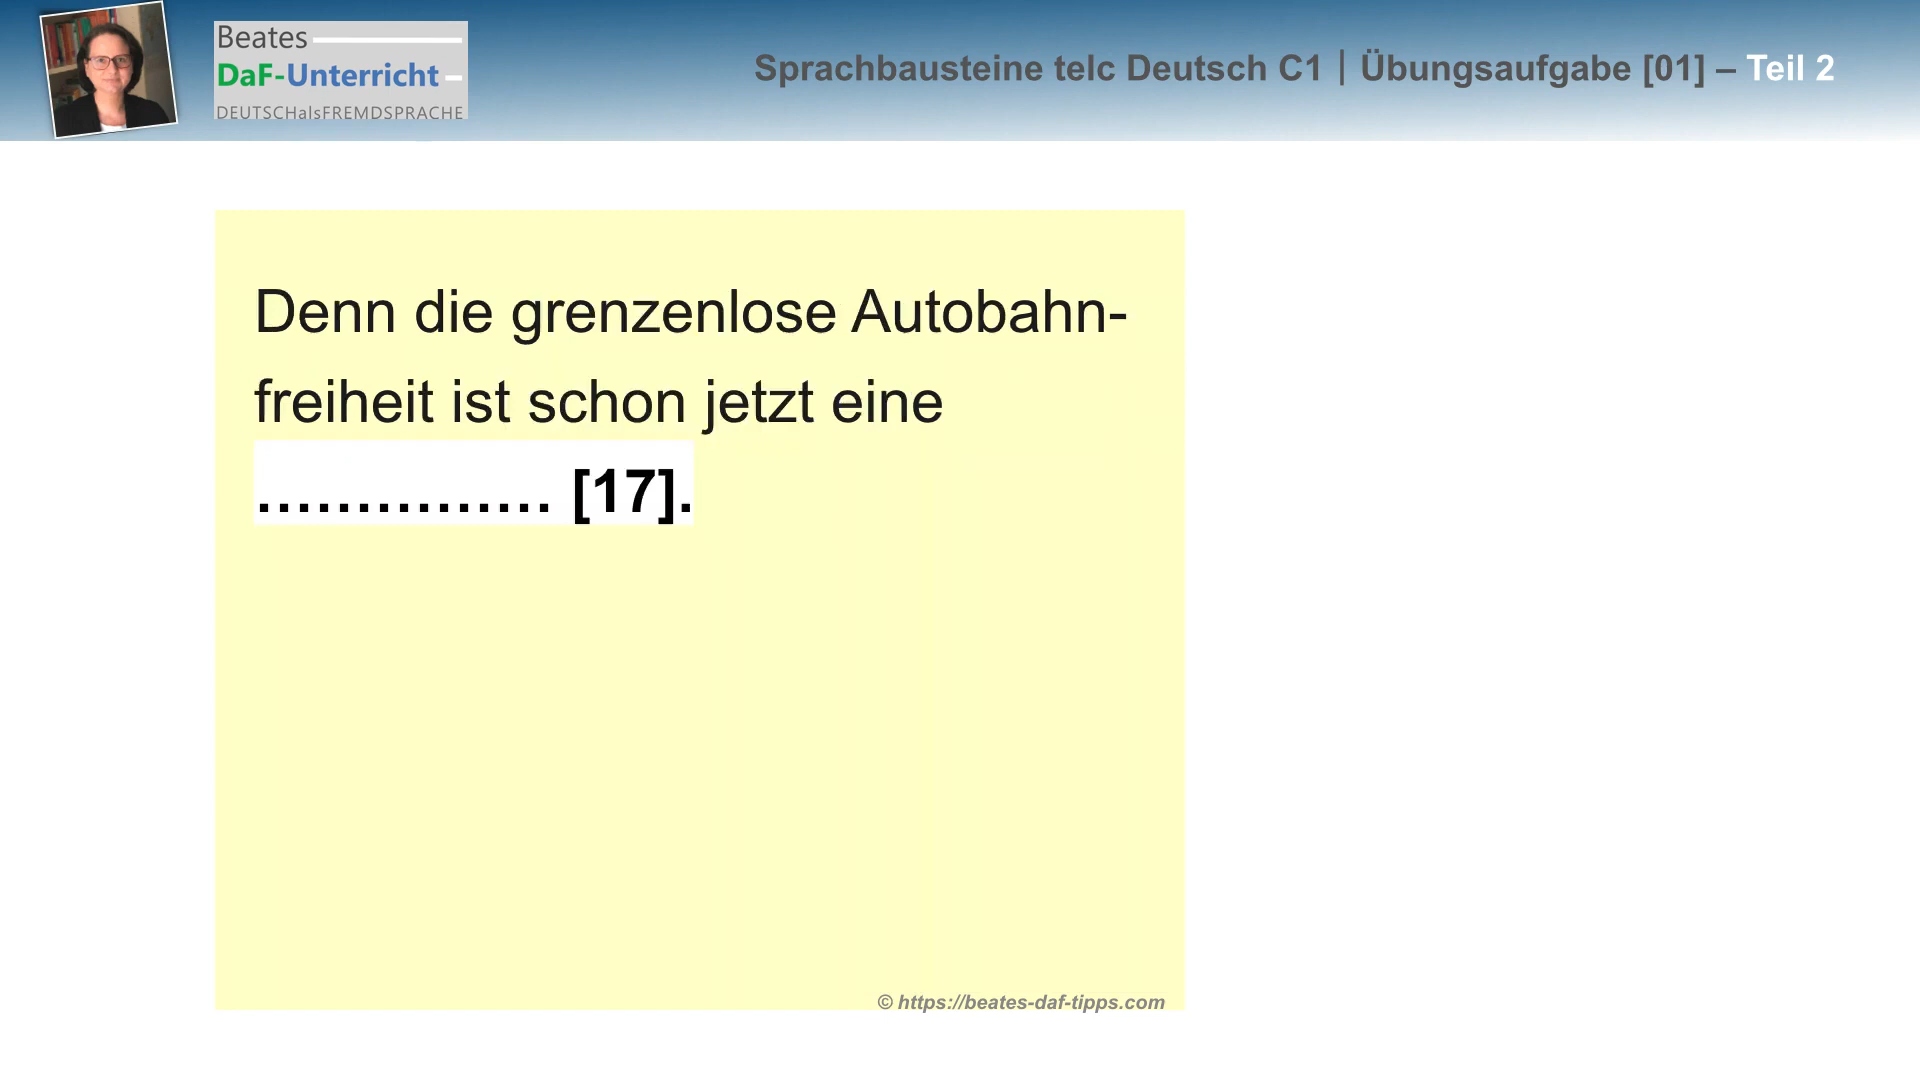 Beates
DaF-Unterricht
DEUTSCHalsFREMDSPRACHE
Sprachbausteine telc Deutsch C1 | Übungsaufgabe [01] – Teil 2
Denn die grenzenlose Autobahn-
freiheit ist schon jetzt eine
…………… [17].
© https://beates-daf-tipps.com